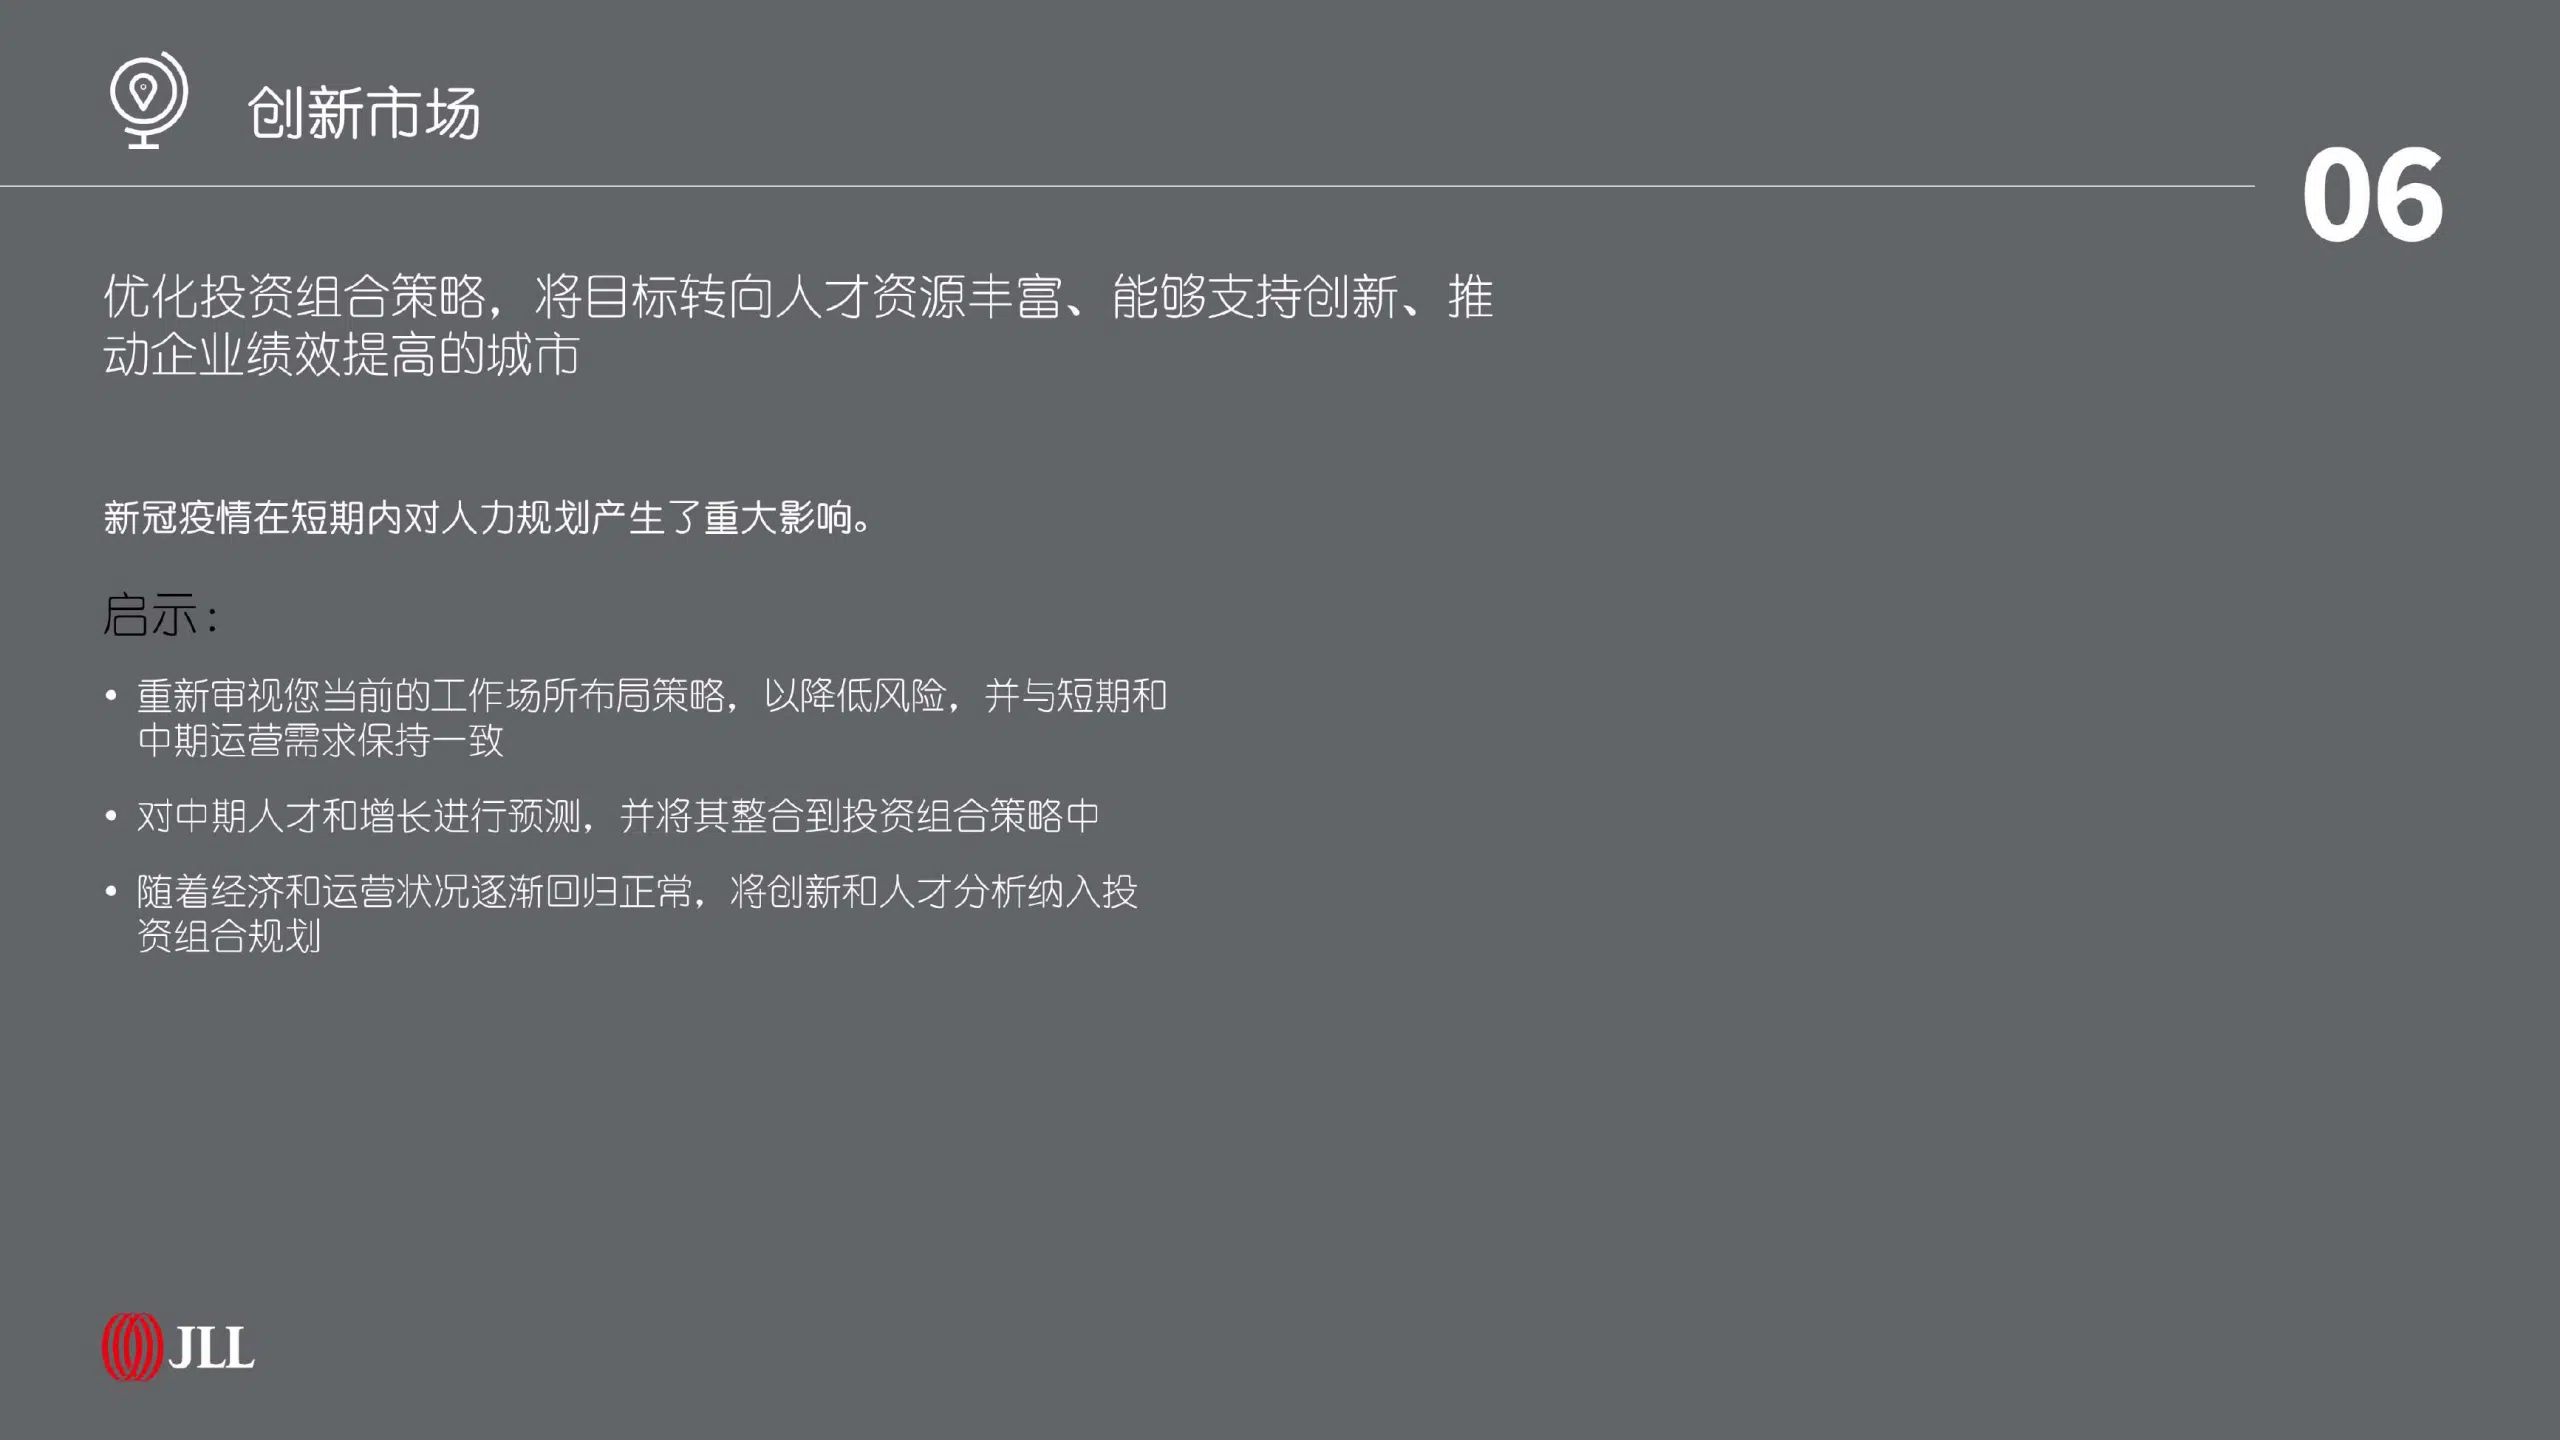 创新市场
06
优化投资组合策略，将目标转向人才资源丰富、能够支持创新、推
动企业绩效提高的城市
新冠疫情在短期内对人力规划产生了重大影响。
启示：
• 重新审视您当前的工作场所布局策略，以降低风险，并与短期和
中期运营需求保持一致
• 对中期人才和增长进行预测，并将其整合到投资组合策略中
• 随着经济和运营状况逐渐回归正常，将创新和人才分析纳入投
资组合规划
JLL